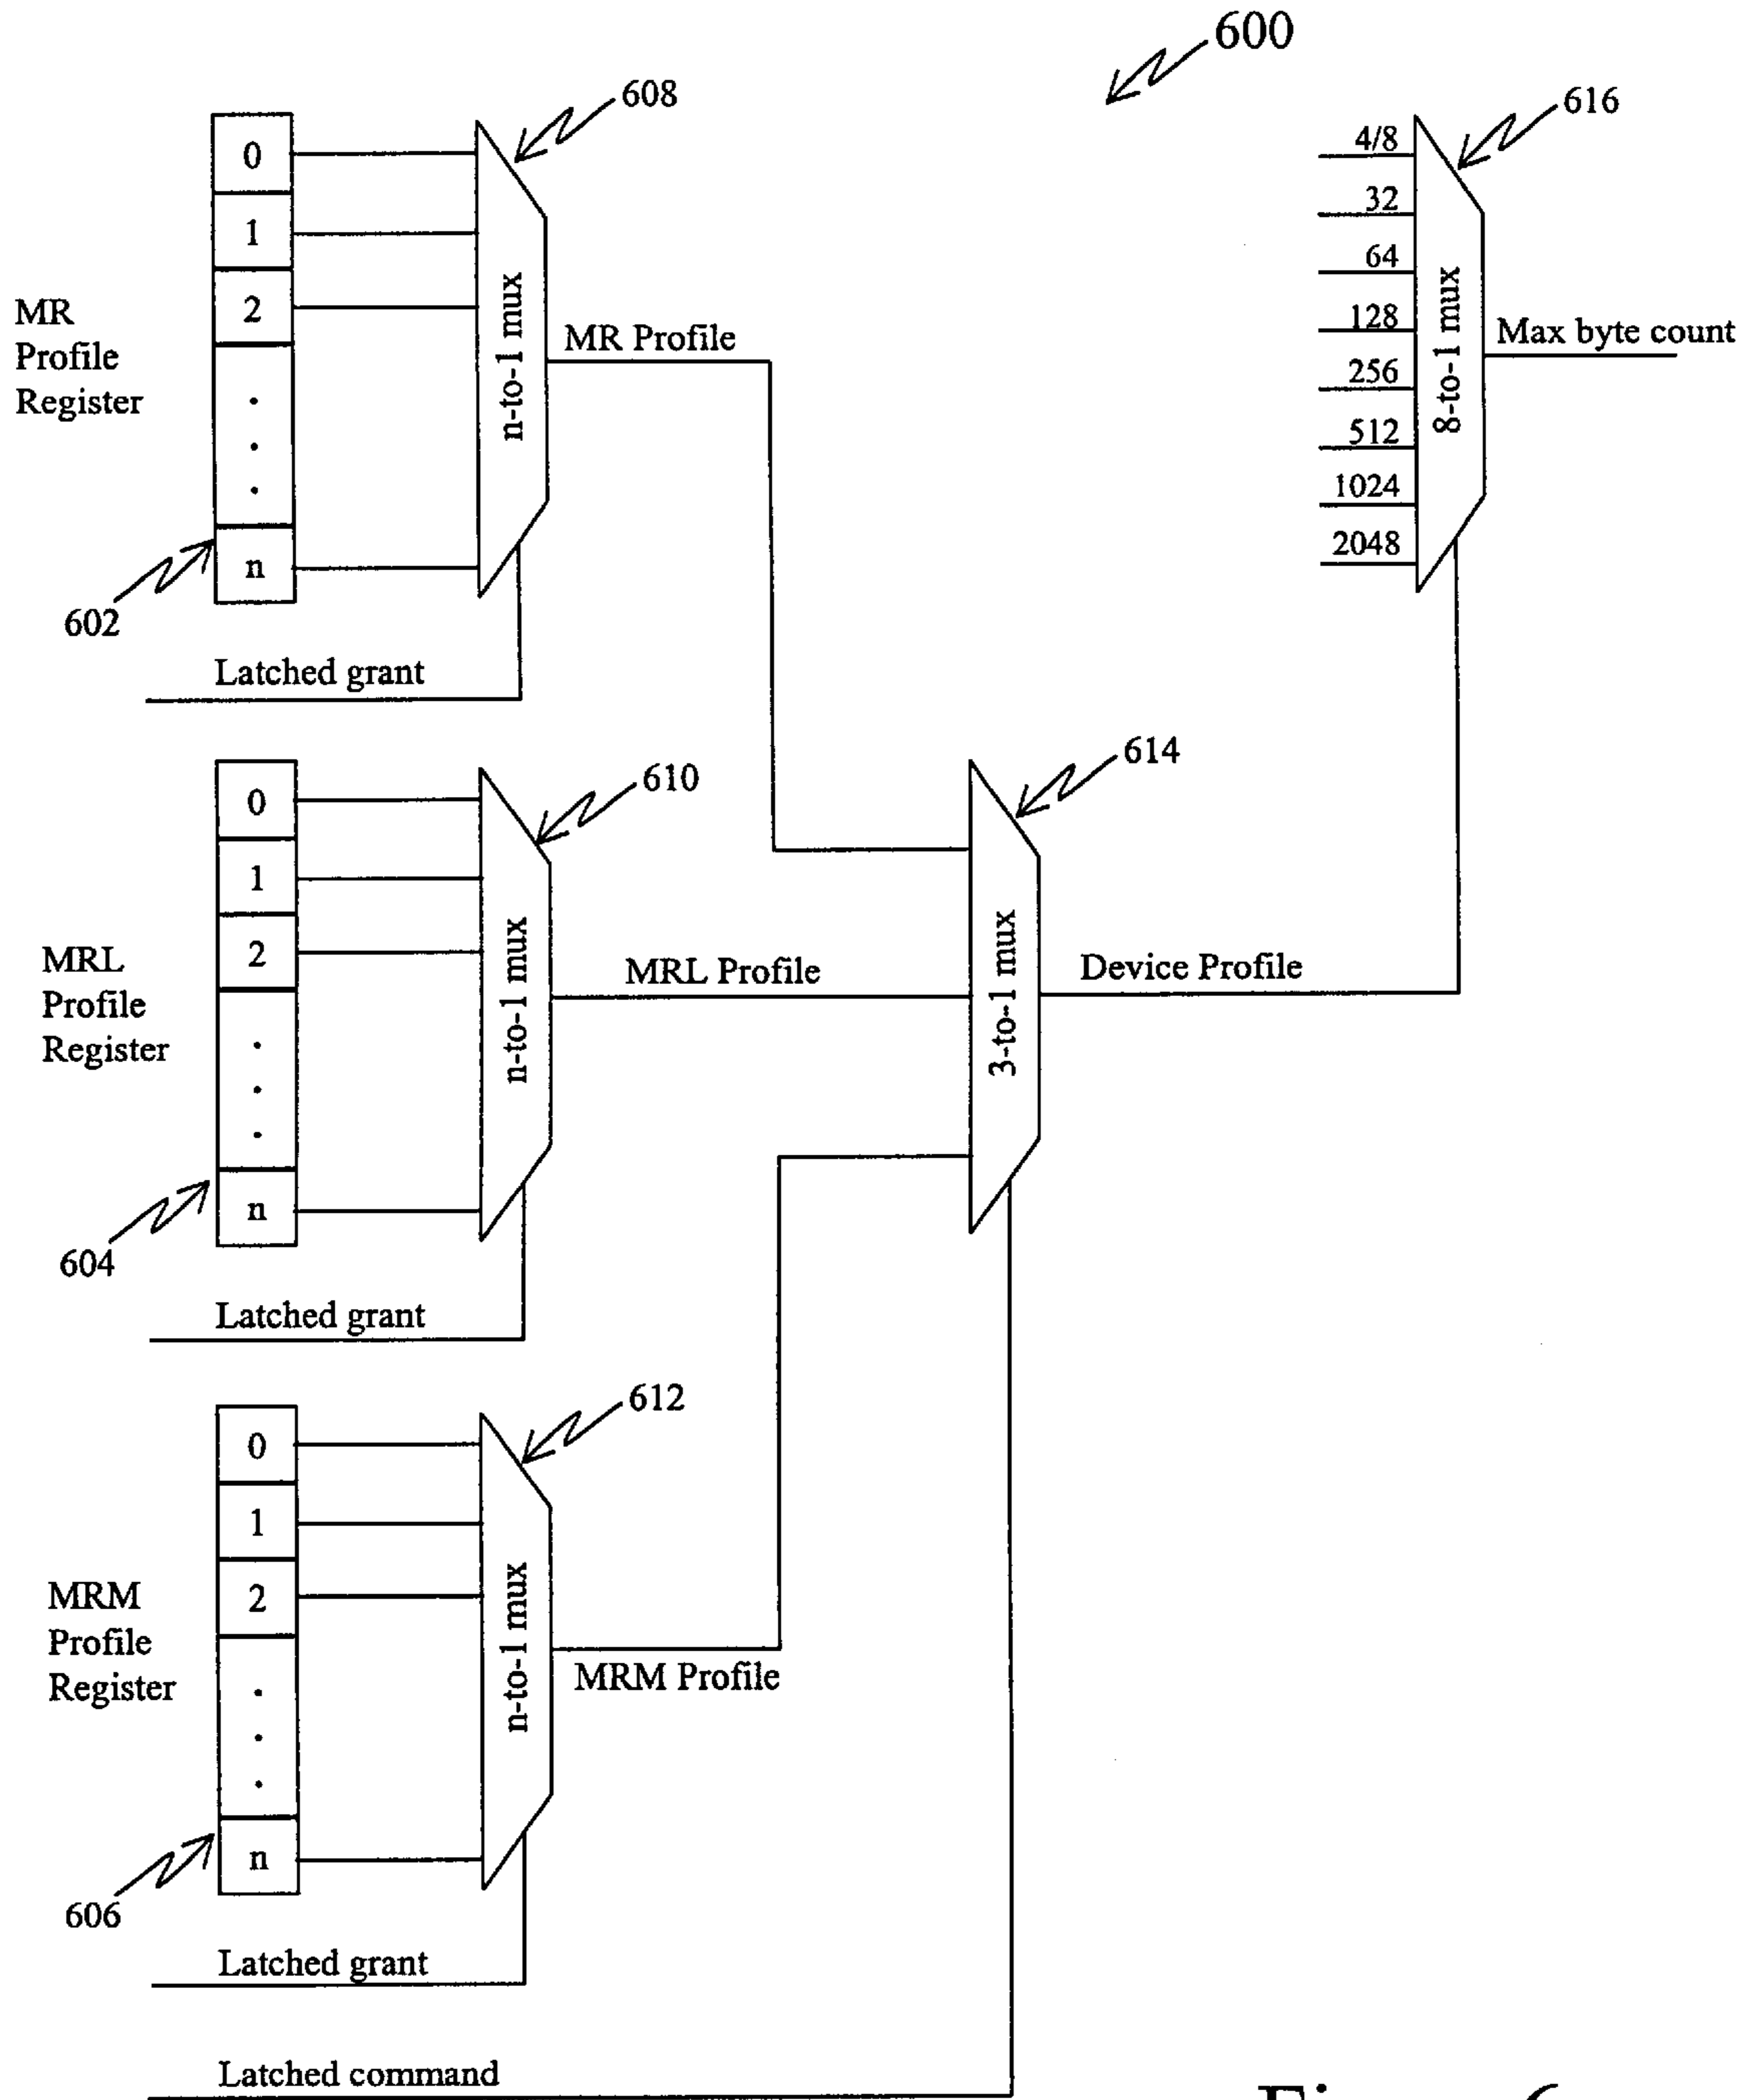 600
608
616
0
1
2
n
MR
Profile
Register
n-to-1 mux
MR Profile
602
Latched grant
4/8
32
64
128
256
512
1024
2048
8-to-1 mux
Max byte count
610
614
0
1
2
n
MRL
Profile
Register
n-to-1 mux
MRL Profile
3-to-1 mux
Device Profile
604
Latched grant
612
0
1
2
n
MRM
Profile
Register
n-to-1 mux
MRM Profile
606
Latched grant
Latched command